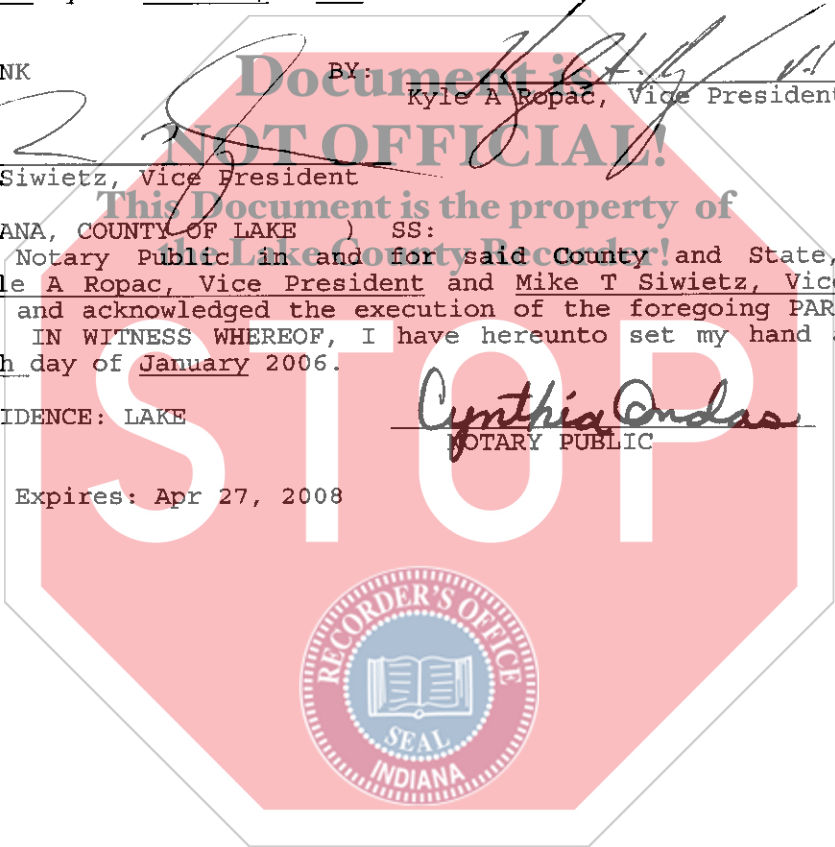 NK BY:
Document is
Kyle A Ropac, Vice President
NOT OFFICIAL!
Siwietz, Vice President
This Document is the property of
ANA, COUNTY OF LAKE ) SS:
the Lake County Recorder!
Notary Public in and for said County and State,
le A Ropac, Vice President and Mike T Siwietz, Vice
and acknowledged the execution of the foregoing PAR
IN WITNESS WHEREOF, I have hereunto set my hand a
h day of January 2006.
STOP
IDENCE: LAKE
Cynthia Ondas
NOTARY PUBLIC
Expires: Apr 27, 2008
RECORDER'S OFFICE
SEAL
INDIANA